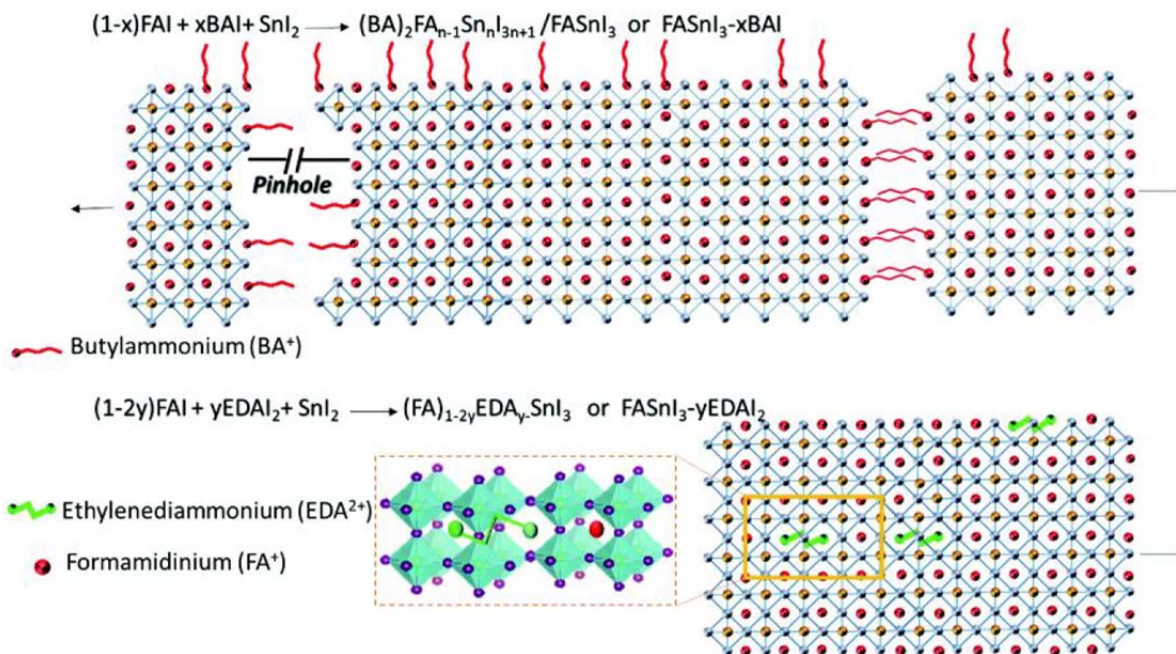 (1-x)FAI + xBAI+ SnI₂ ⟶ (BA)₂FAₙ₋₁SnₙI₃ₙ₊₁ /FASnI₃ or FASnI₃-xBAI
Pinhole
Butylammonium (BA⁺)
(1-2y)FAI + yEDAI₂+ SnI₂ ⟶ (FA)₁₋₂ᵧEDAᵧ-SnI₃ or FASnI₃-yEDAI₂
Ethylenediammonium (EDA²⁺)
Formamidinium (FA⁺)